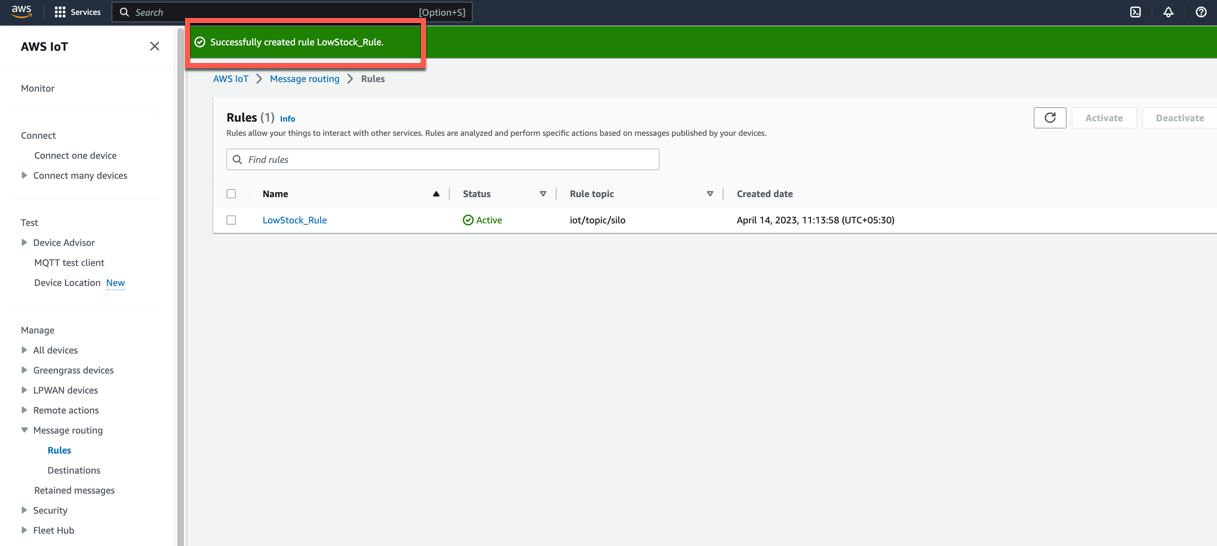 aws Services Search [Option+S]
AWS IoT
Successfully created rule LowStock_Rule.
AWS IoT Message routing Rules
Monitor
Connect
Connect one device
Connect many devices
Test
Device Advisor
MQTT test client
Device Location New
Manage
All devices
Greengrass devices
LPWAN devices
Remote actions
Message routing
Rules
Destinations
Retained messages
Security
Fleet Hub
Rules (1) Info
Rules allow your things to interact with other services. Rules are analyzed and perform specific actions based on messages published by your devices.
Activate Deactivate
Find rules
Name Status Rule topic Created date
LowStock_Rule Active iot/topic/silo April 14, 2023, 11:13:58 (UTC+05:30)